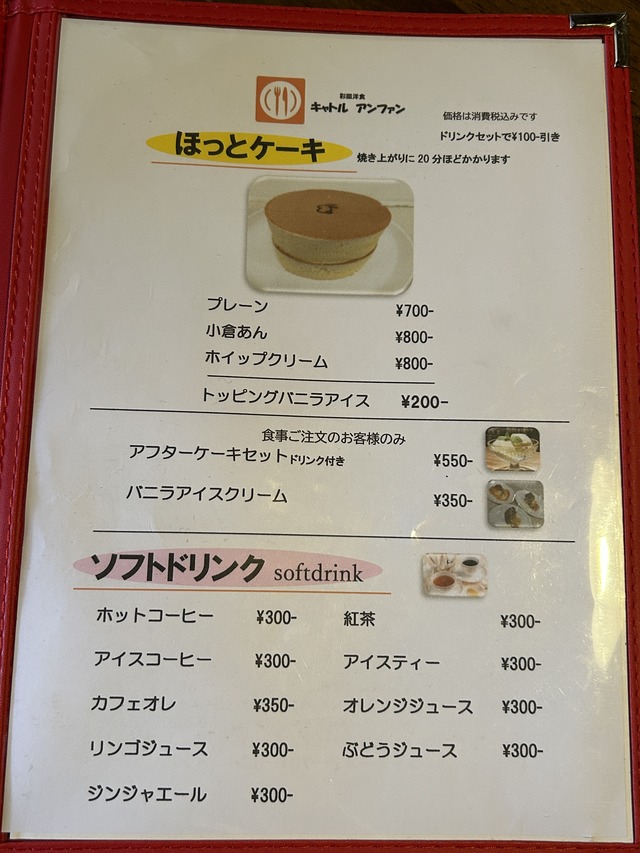 彩厨洋食
キャトル アンファン
価格は消費税込みです
ドリンクセットで¥100-引き
ほっとケーキ
焼き上がりに 20 分ほどかかります
プレーン ¥700-
小倉あん ¥800-
ホイップクリーム ¥800-
トッピングバニラアイス ¥200-
食事ご注文のお客様のみ
アフターケーキセットドリンク付き ¥550-
バニラアイスクリーム ¥350-
ソフトドリンク softdrink
ホットコーヒー ¥300- 紅茶 ¥300-
アイスコーヒー ¥300- アイスティー ¥300-
カフェオレ ¥350- オレンジジュース ¥300-
リンゴジュース ¥300- ぶどうジュース ¥300-
ジンジャエール ¥300-